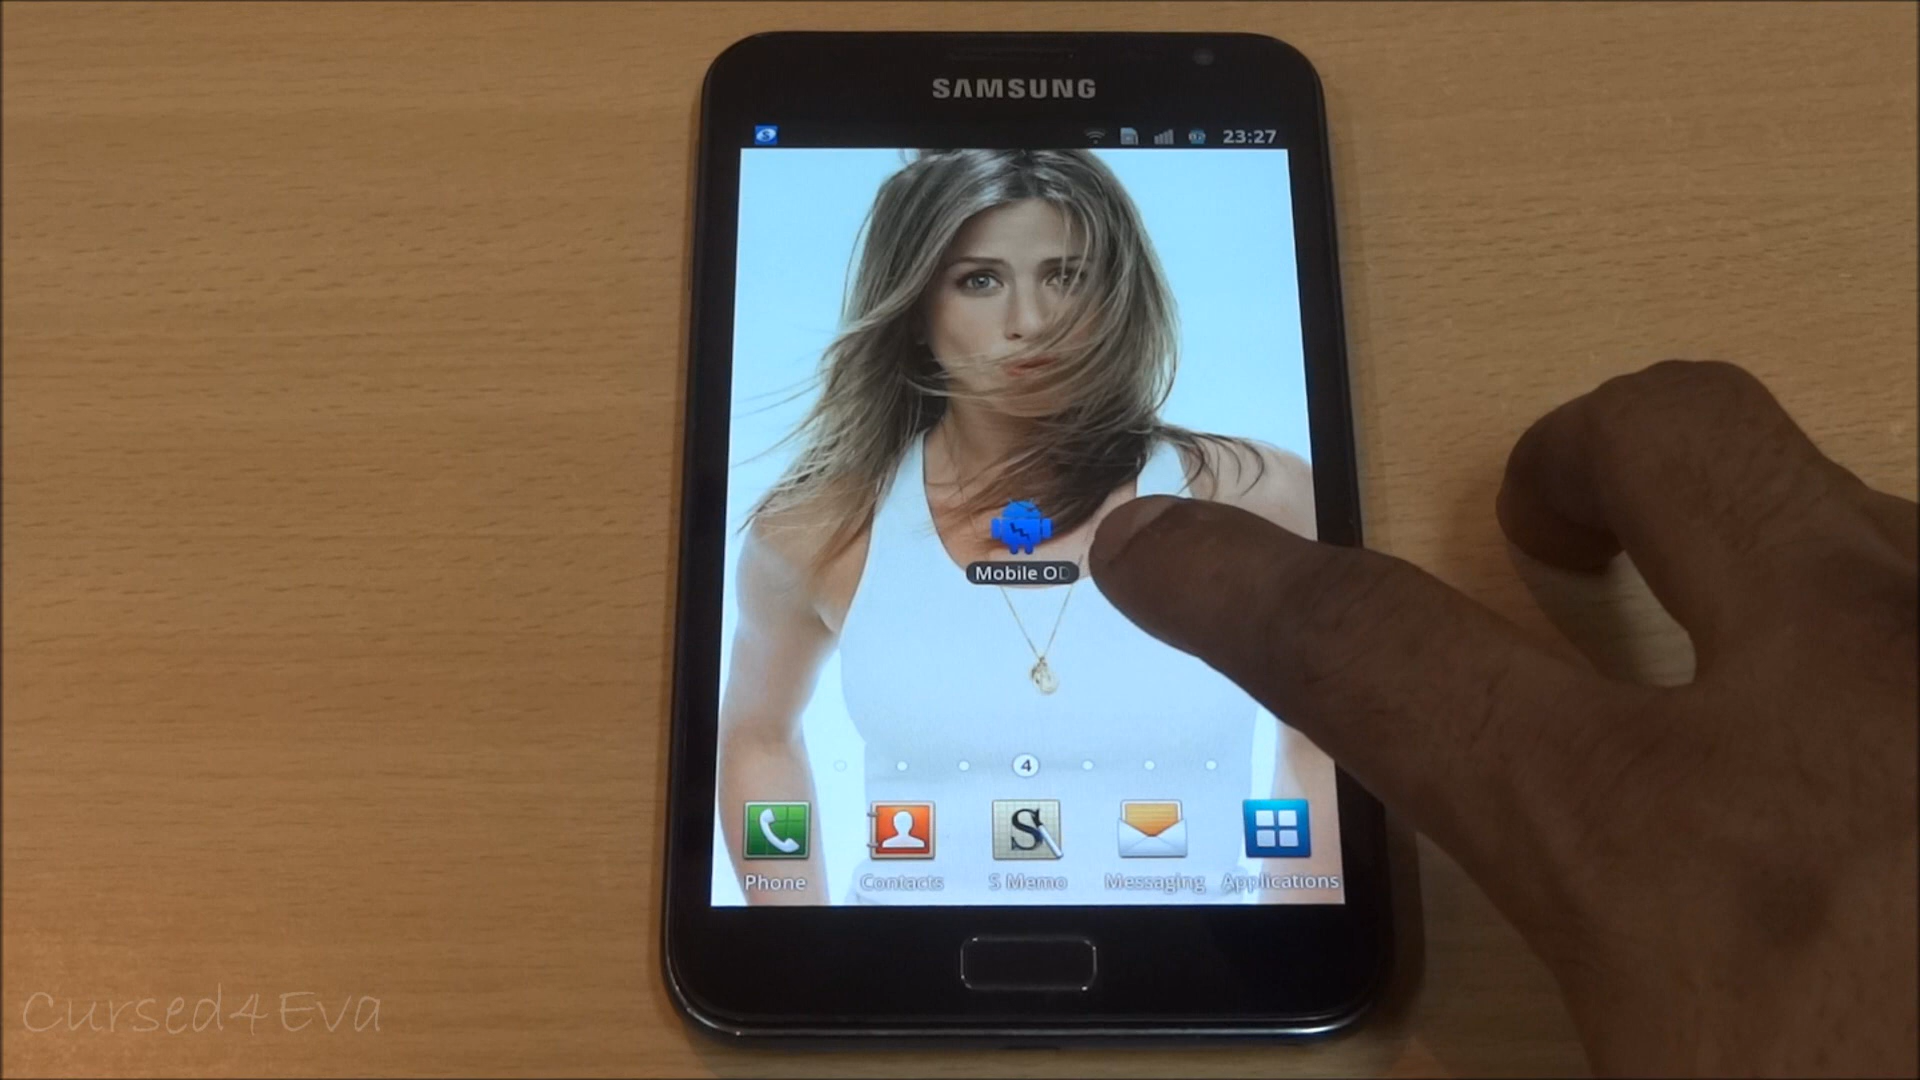 SAMSUNG
23:27
Mobile OD
4
Phone Contacts S Memo Messaging Applications
Cursed4Eva